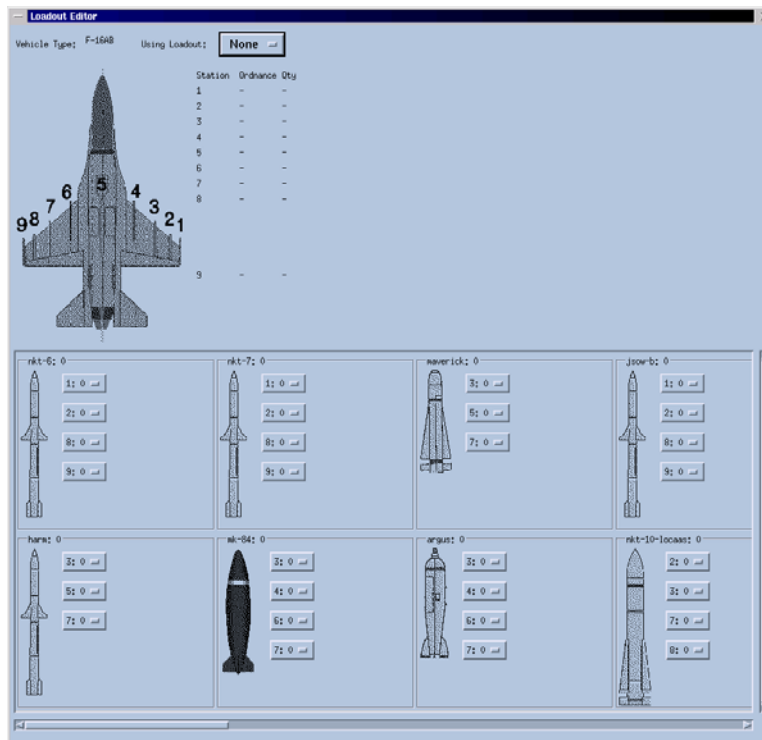 Loadout Editor
Vehicle Type: F-16AB Using Loadout: None
Station Ordnance Qty
1 - -
2 - -
3 - -
4 - -
5 - -
6 - -
7 - -
8 - -
9 - -
6 5 4
7 3
9 8 2 1
nkt-6: 0 nkt-7: 0 maverick: 0 jsow-b: 0
1: 0 1: 0 3: 0 1: 0
2: 0 2: 0 5: 0 2: 0
8: 0 8: 0 7: 0 8: 0
9: 0 9: 0 9: 0
harm: 0 mk-84: 0 argus: 0 nkt-10-locaas: 0
3: 0 3: 0 3: 0 2: 0
5: 0 4: 0 4: 0 3: 0
7: 0 6: 0 6: 0 7: 0
7: 0 7: 0 8: 0